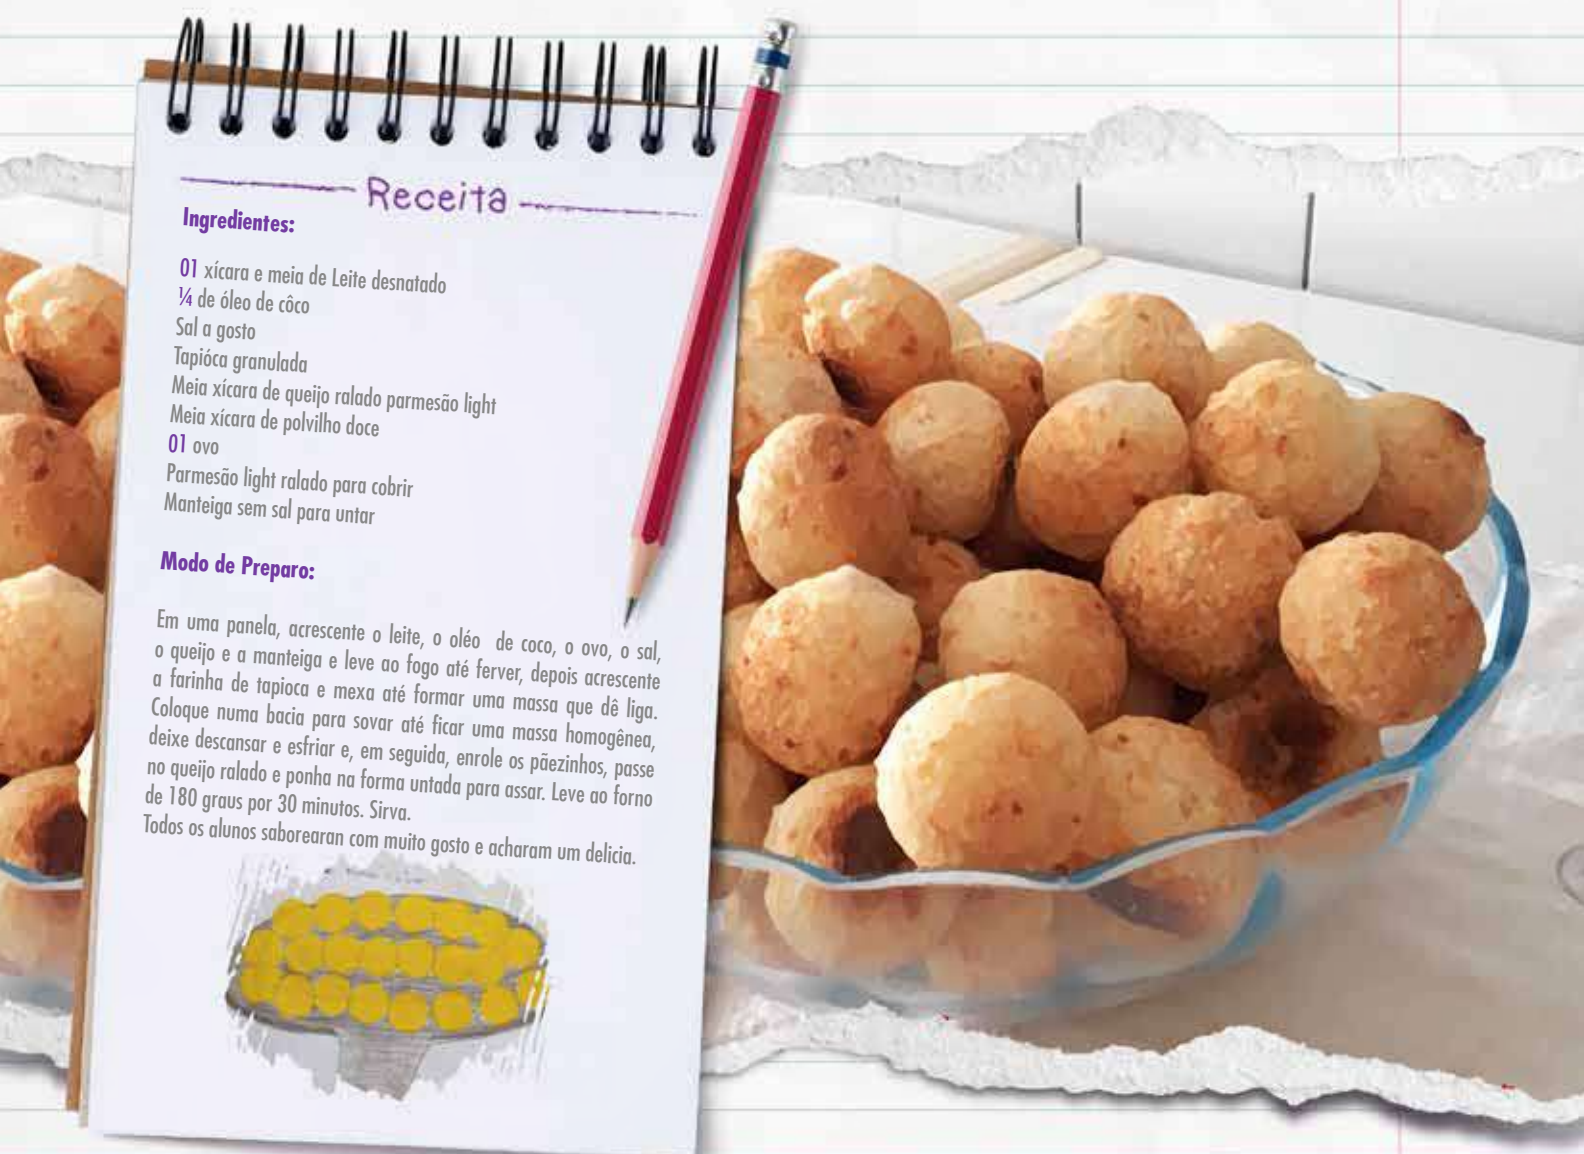 Receita
Ingredientes:
01 xícara e meia de Leite desnatado
¼ de óleo de côco
Sal a gosto
Tapióca granulada
Meia xícara de queijo ralado parmesão light
Meia xícara de polvilho doce
01 ovo
Parmesão light ralado para cobrir
Manteiga sem sal para untar
Modo de Preparo:
Em uma panela, acrescente o leite, o oléo de coco, o ovo, o sal,
o queijo e a manteiga e leve ao fogo até ferver, depois acrescente
a farinha de tapioca e mexa até formar uma massa que dê liga.
Coloque numa bacia para sovar até ficar uma massa homogênea,
deixe descansar e esfriar e, em seguida, enrole os pãezinhos, passe
no queijo ralado e ponha na forma untada para assar. Leve ao forno
de 180 graus por 30 minutos. Sirva.
Todos os alunos saborearan com muito gosto e acharam um delicia.